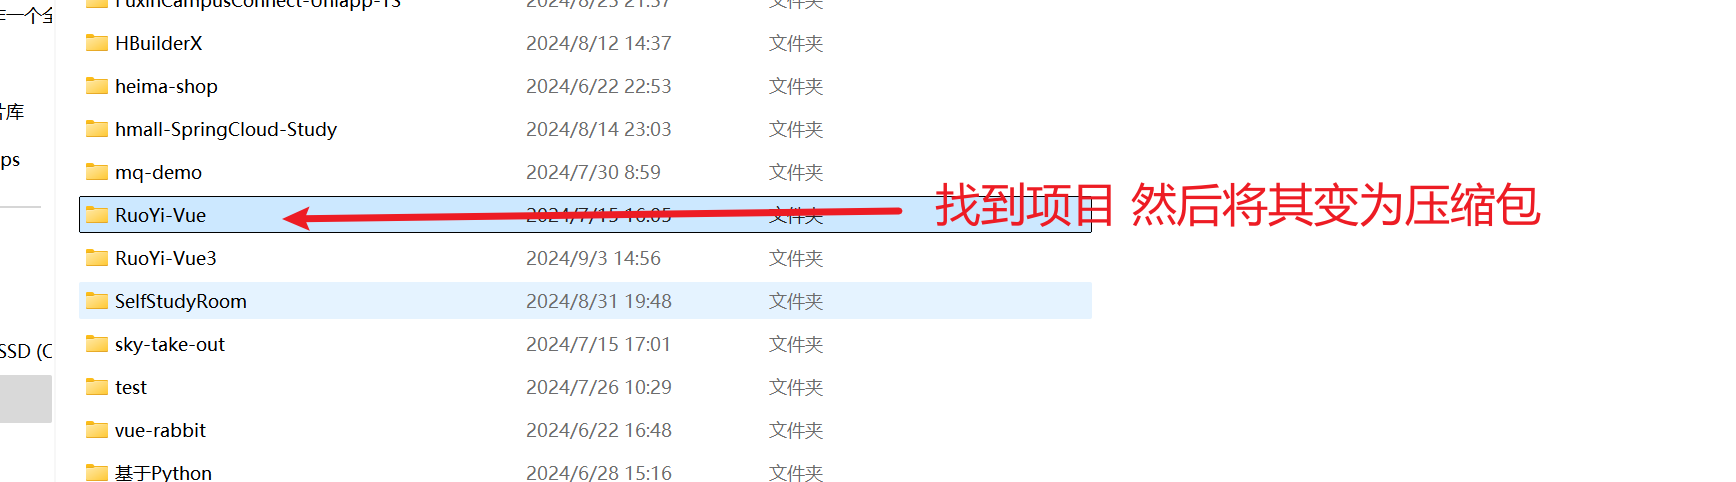 FuxinCampusConnect-Uniapp-TS 2024/8/23 21:37 文件夹
HBuilderX 2024/8/12 14:37 文件夹
heima-shop 2024/6/22 22:53 文件夹
片库
hmall-SpringCloud-Study 2024/8/14 23:03 文件夹
ps
mq-demo 2024/7/30 8:59 文件夹
RuoYi-Vue 2024/7/15 16:05 文件夹
找到项目 然后将其变为压缩包
RuoYi-Vue3 2024/9/3 14:56 文件夹
SelfStudyRoom 2024/8/31 19:48 文件夹
SSD (C
sky-take-out 2024/7/15 17:01 文件夹
test 2024/7/26 10:29 文件夹
vue-rabbit 2024/6/22 16:48 文件夹
基于Python 2024/6/28 15:16 文件夹